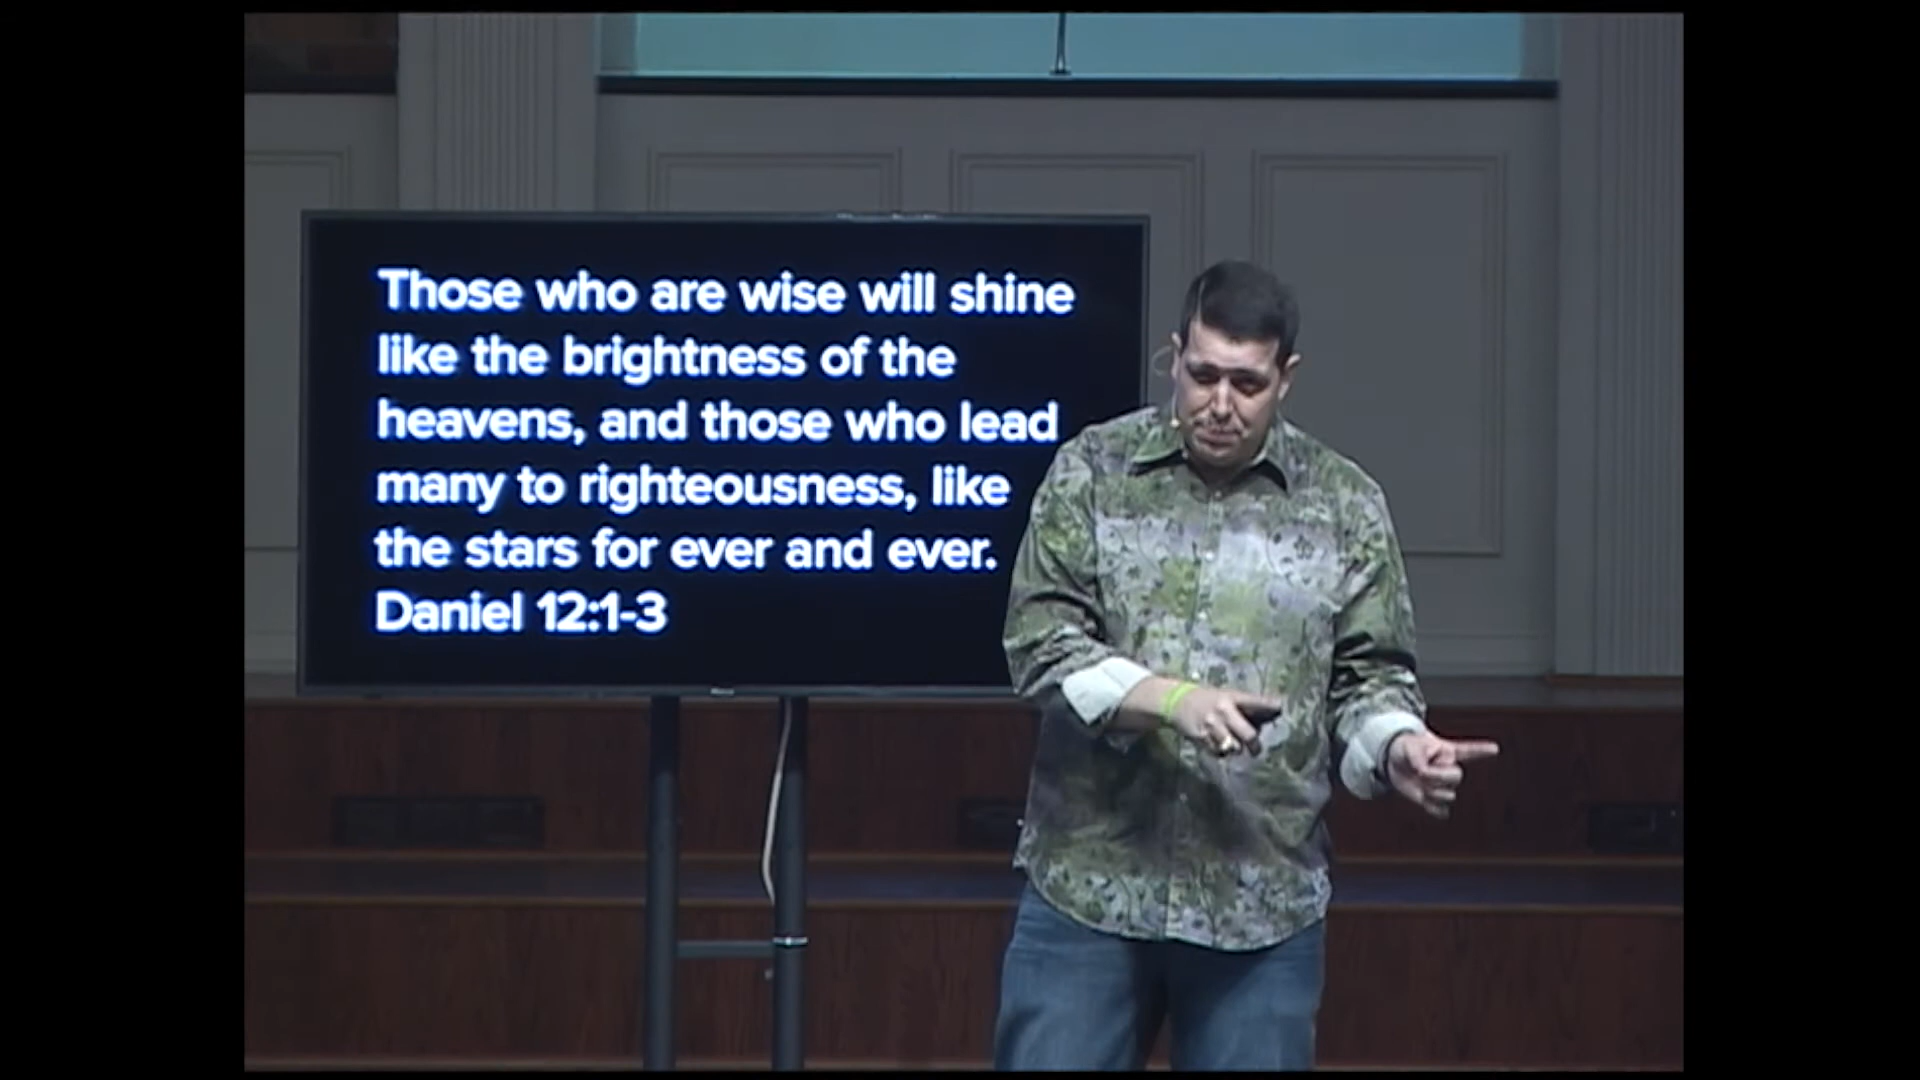 Those who are wise will shine
like the brightness of the
heavens, and those who lead
many to righteousness, like
the stars for ever and ever.
Daniel 12:1-3